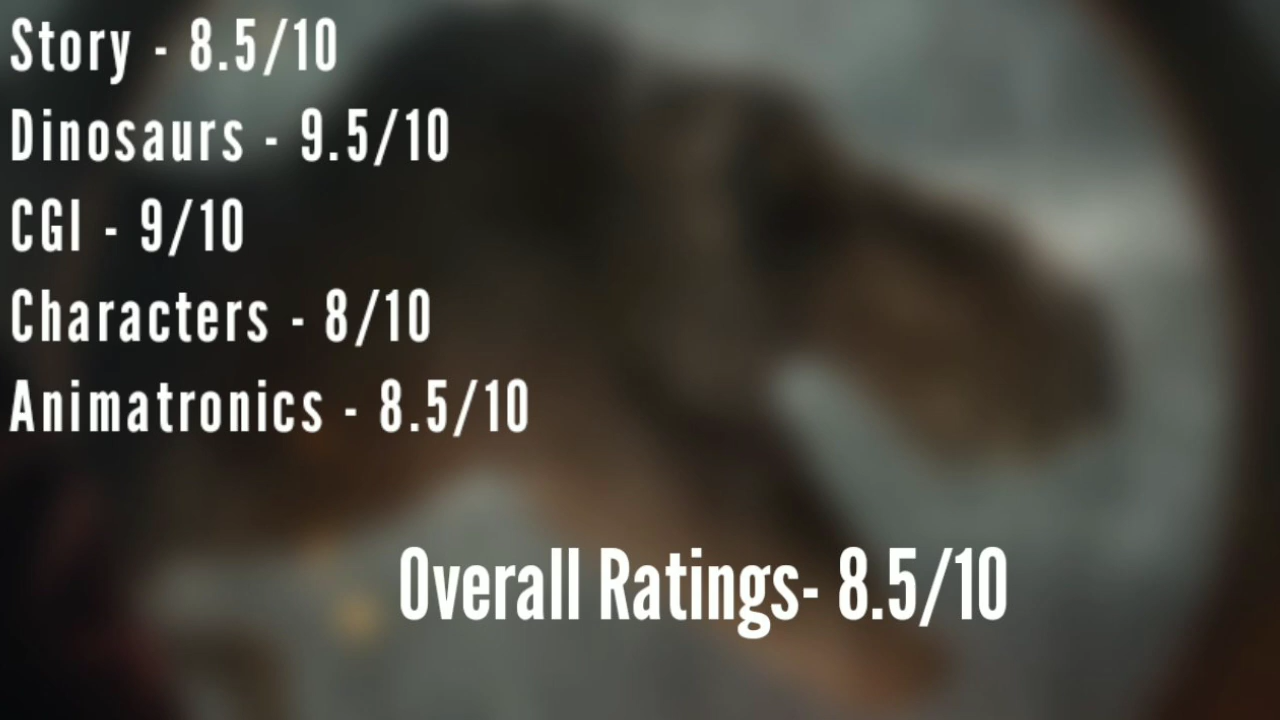 Story - 8.5/10
Dinosaurs - 9.5/10
CGI - 9/10
Characters - 8/10
Animatronics - 8.5/10
Overall Ratings- 8.5/10